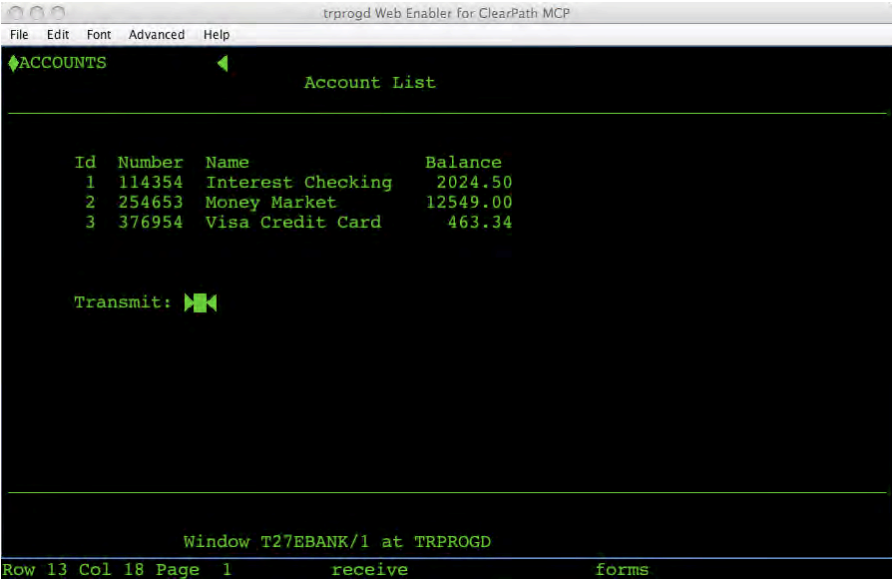 trprogd Web Enabler for ClearPath MCP
File Edit Font Advanced Help
ACCOUNTS
Account List
Id Number Name Balance
1 114354 Interest Checking 2024.50
2 254653 Money Market 12549.00
3 376954 Visa Credit Card 463.34
Transmit:
Window T27EBANK/1 at TRPROGD
Row 13 Col 18 Page 1 receive forms